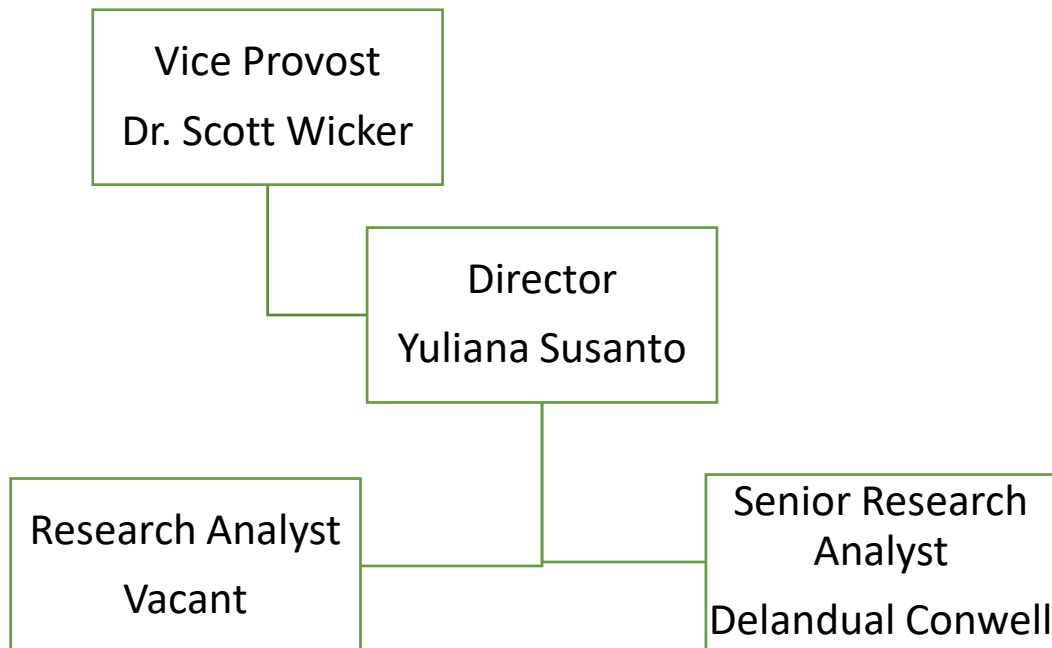 Vice Provost
Dr. Scott Wicker
Director
Yuliana Susanto
Research Analyst
Vacant
Senior Research
Analyst
Delandual Conwell